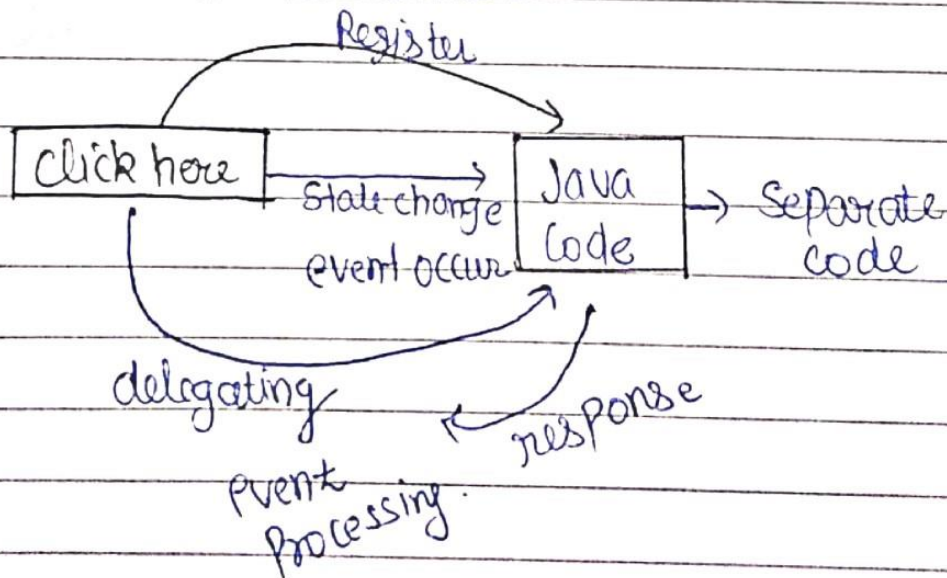 Register
Click here
State change
event occur
Java
Code
Separate
code
delegating
response
event
Processing.